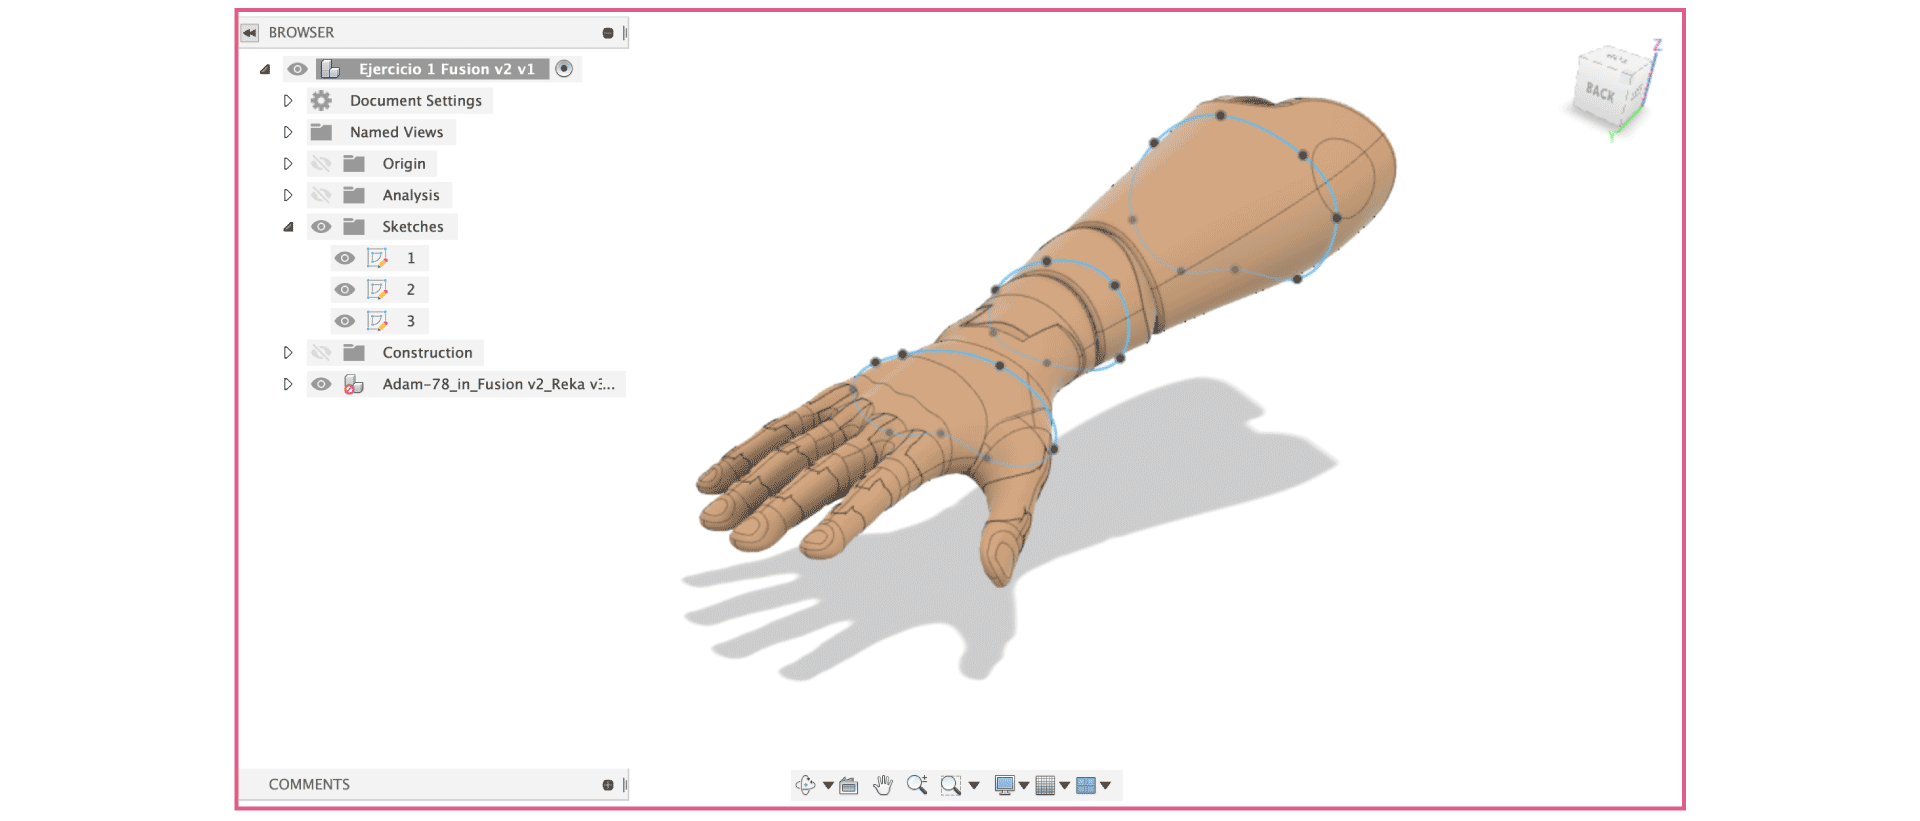 BROWSER
Ejercicio 1 Fusion v2 v1
Document Settings
Named Views
Origin
Analysis
Sketches
1
2
3
Construction
Adam-78_in_Fusion v2_Reka v3...
COMMENTS
Z
BACK
Y